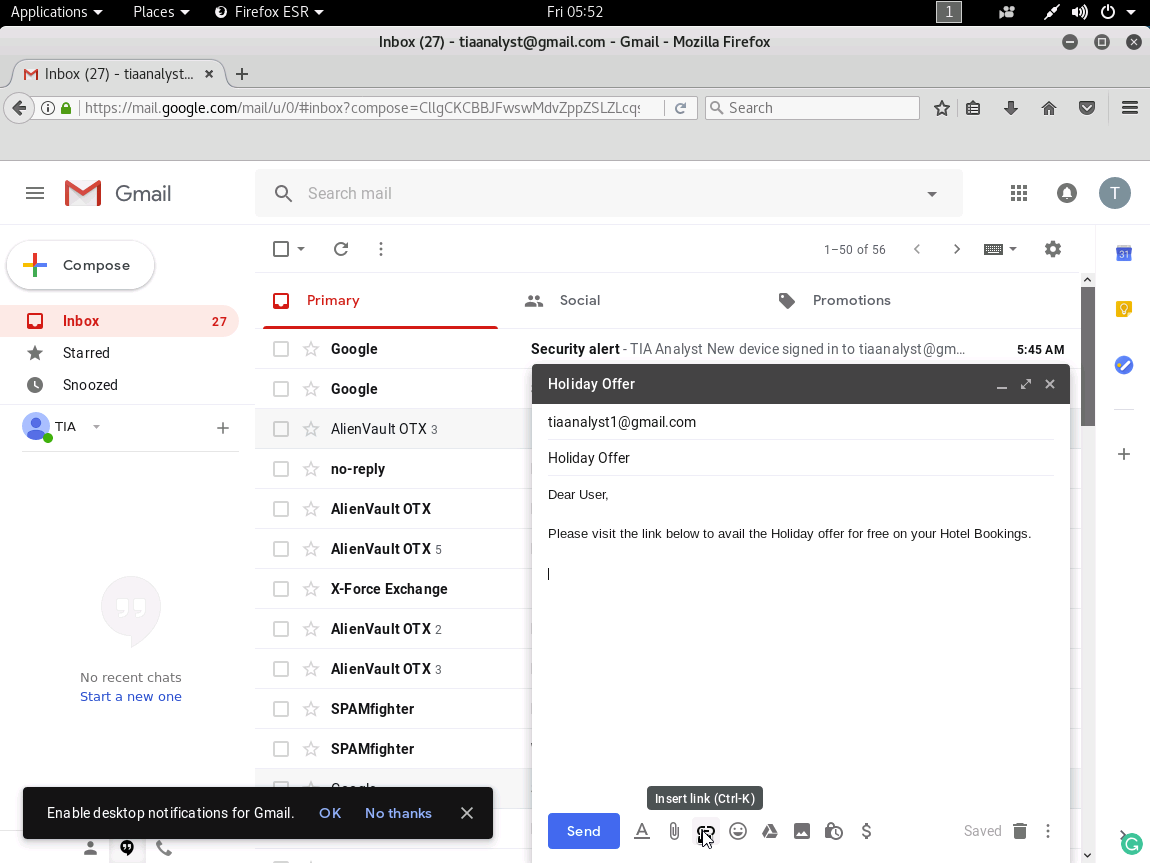 Applications Places Firefox ESR Fri 05:52 1
Inbox (27) - tiaanalyst@gmail.com - Gmail - Mozilla Firefox
Inbox (27) - tiaanalyst...
https://mail.google.com/mail/u/0/#inbox?compose=CllgCKCBBJFwswMdvZppZSLZLcqs Search
Gmail Search mail T
Compose 1–50 of 56 31
Primary Social Promotions
Inbox 27
Starred
Snoozed
TIA
Google Security alert - TIA Analyst New device signed in to tiaanalyst@gm... 5:45 AM
Google
AlienVault OTX 3
no-reply
AlienVault OTX
AlienVault OTX 5
X-Force Exchange
AlienVault OTX 2
AlienVault OTX 3
SPAMfighter
SPAMfighter
Google
Holiday Offer
tiaanalyst1@gmail.com
Holiday Offer
Dear User,
Please visit the link below to avail the Holiday offer for free on your Hotel Bookings.
No recent chats
Start a new one
Enable desktop notifications for Gmail. OK No thanks
Insert link (Ctrl-K)
Send Saved